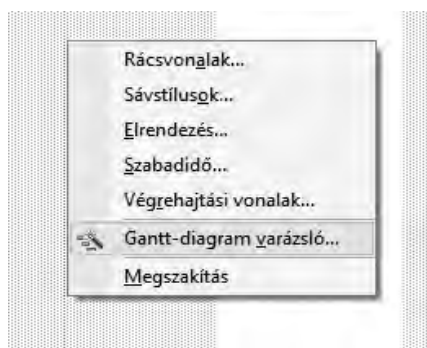 Rácsvonalak...
Sávstílusok...
Elrendezés...
Szabadidő...
Végrehajtási vonalak...
Gantt-diagram varázsló...
Megszakítás